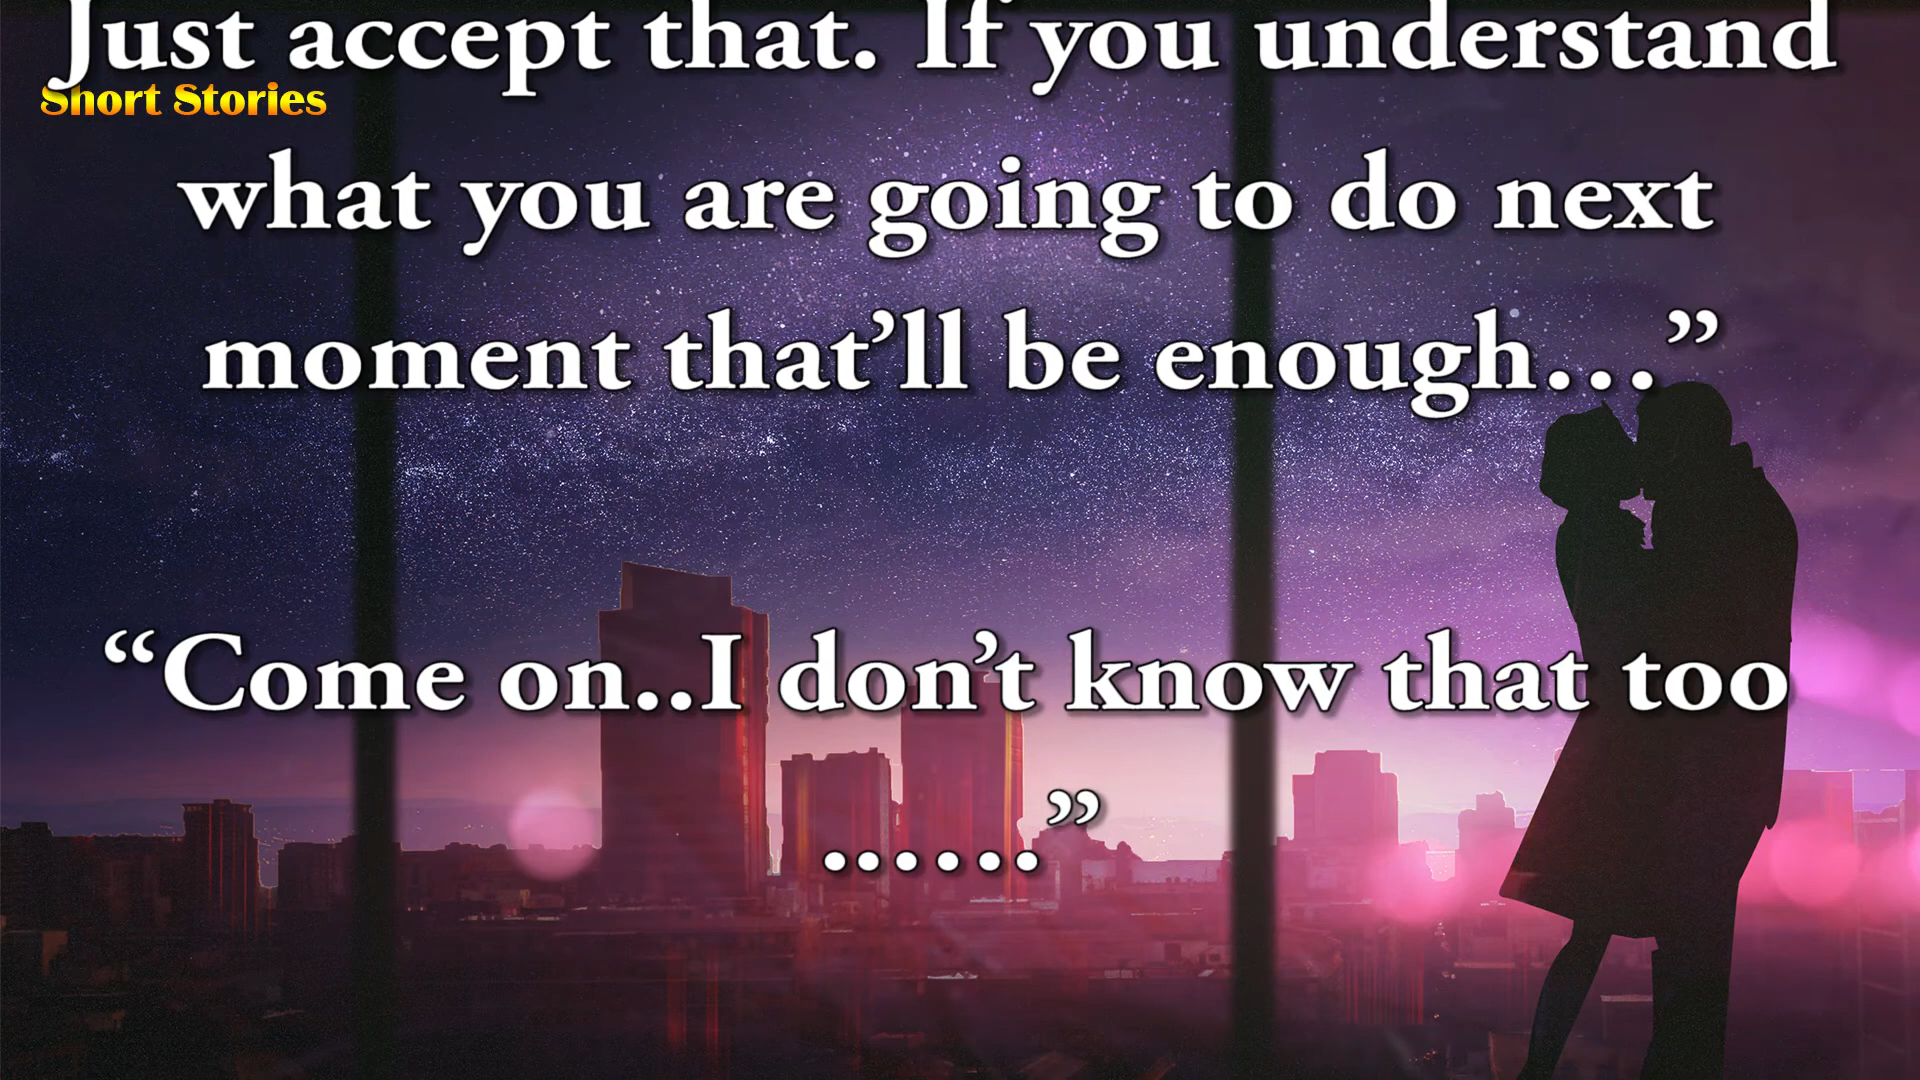 Just accept that. If you understand
Short Stories
what you are going to do next
moment that’ll be enough…”
“Come on..I don’t know that too
……”